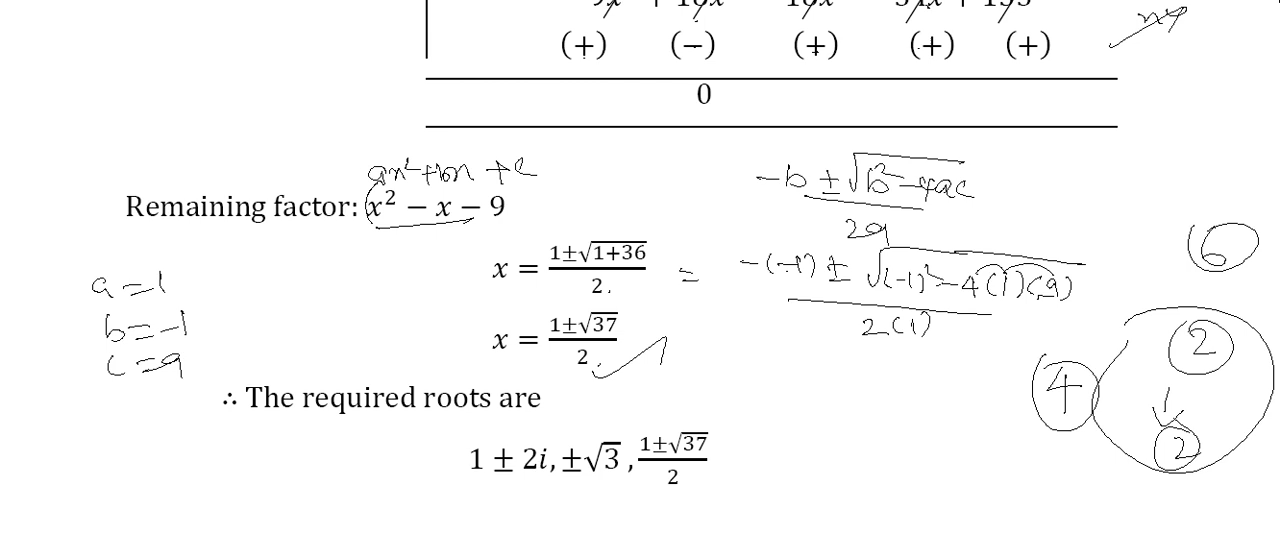 (+) (−) (+) (+) (+)
0
ax²+bx+c
Remaining factor: x² − x − 9
-b ± √b²-4ac
2a
x = 1±√1+36 / 2. = -(-1) ± √(-1)²-4(1)(9) / 2(1)
6
a=1
b=-1
c=9
x = 1±√37 / 2.
2
4
2
∴ The required roots are
1 ± 2i, ±√3 , 1±√37 / 2